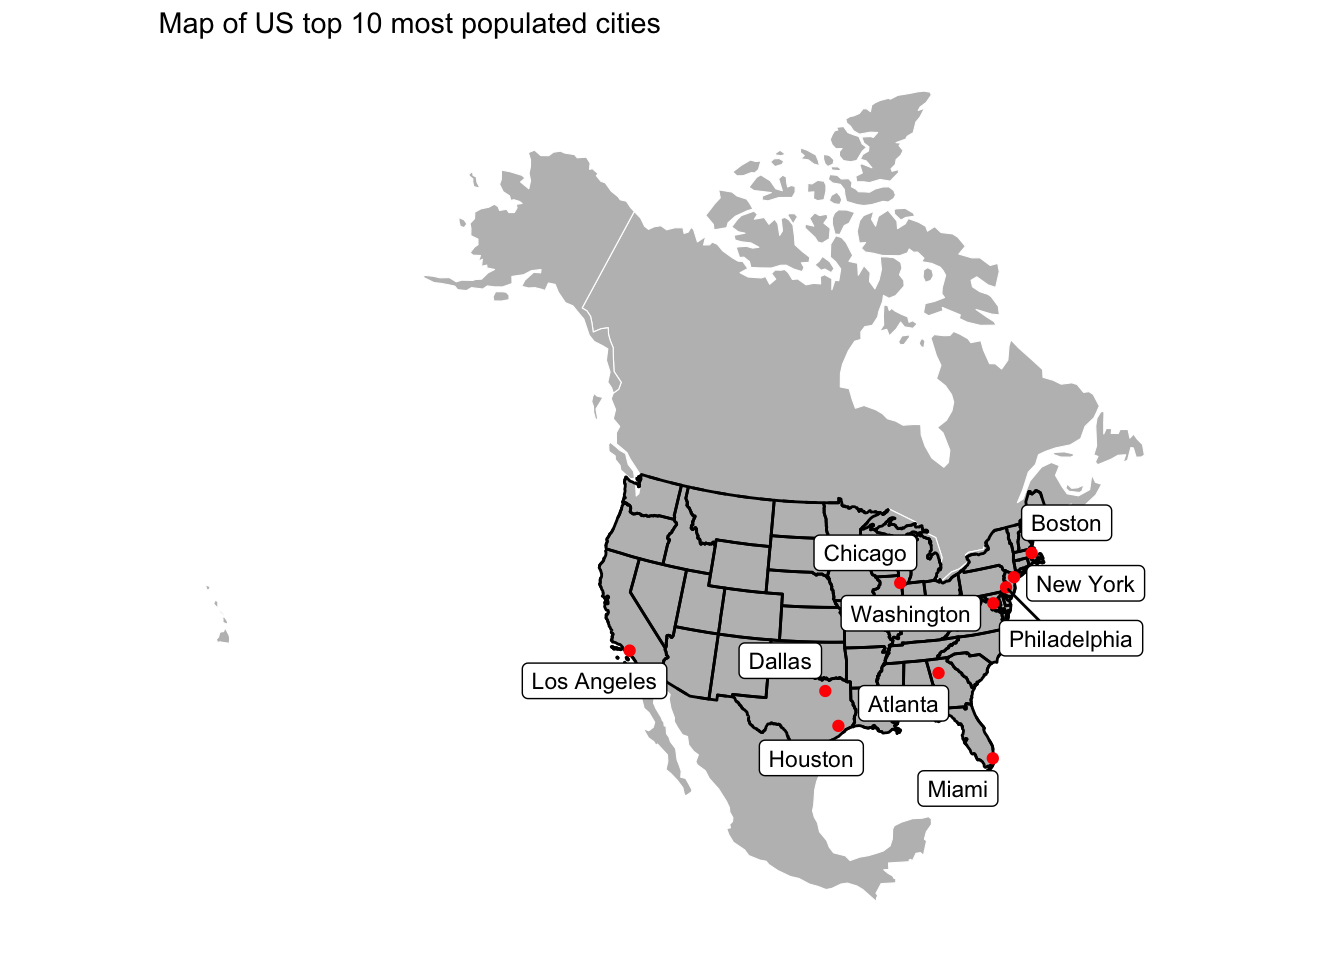 Map of US top 10 most populated cities
Boston
Chicago
New York
Washington
Philadelphia
Dallas
Los Angeles
Atlanta
Houston
Miami